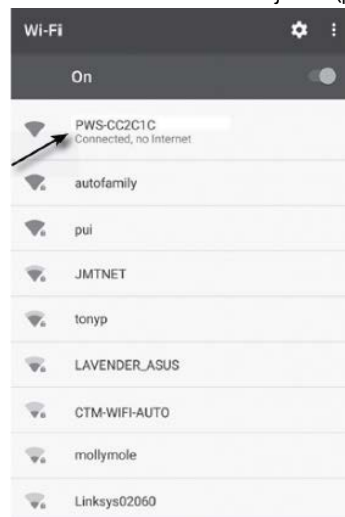 Wi-Fi
On
PWS-CC2C1C
Connected, no Internet
autofamily
pui
JMTNET
tonyp
LAVENDER_ASUS
CTM-WIFI-AUTO
mollymole
Linksys02060